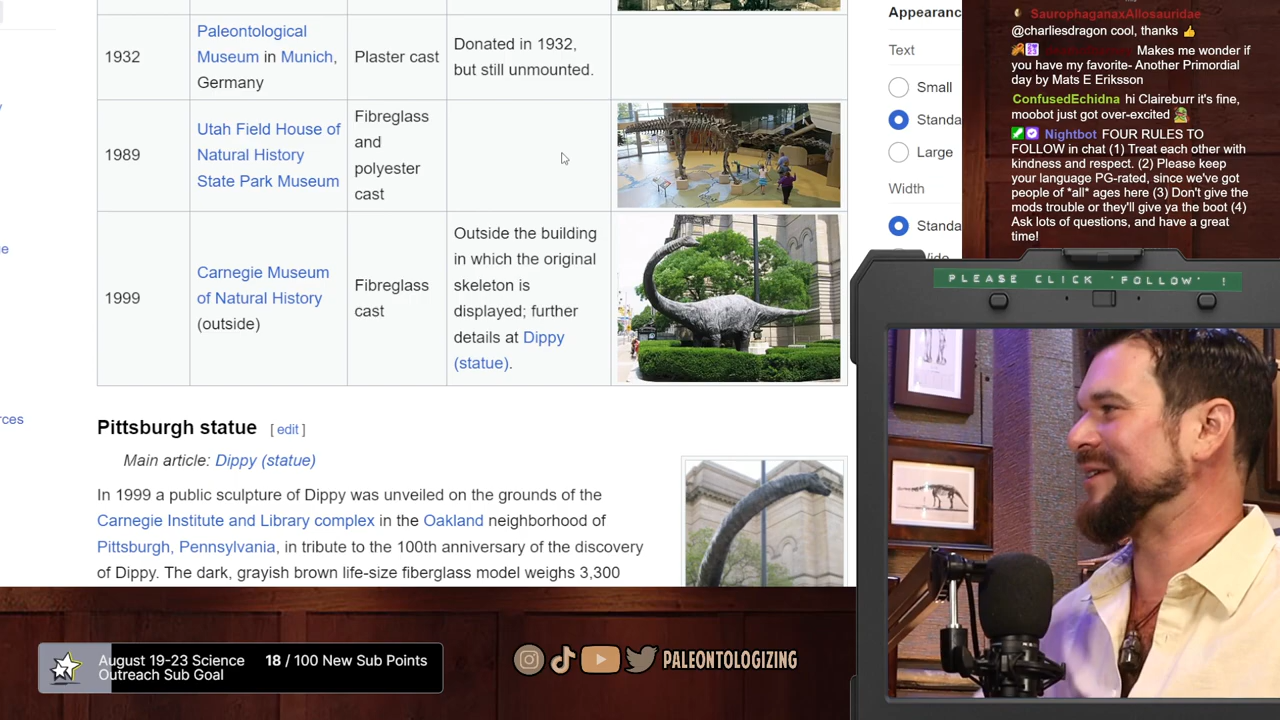 1932
Paleontological
Museum in Munich,
Germany
Plaster cast
Donated in 1932,
but still unmounted.
1989
Utah Field House of
Natural History
State Park Museum
Fibreglass
and
polyester
cast
1999
Carnegie Museum
of Natural History
(outside)
Fibreglass
cast
Outside the building
in which the original
skeleton is
displayed; further
details at Dippy
(statue).
Pittsburgh statue [ edit ]
Main article: Dippy (statue)
In 1999 a public sculpture of Dippy was unveiled on the grounds of the
Carnegie Institute and Library complex in the Oakland neighborhood of
Pittsburgh, Pennsylvania, in tribute to the 100th anniversary of the discovery
of Dippy. The dark, grayish brown life-size fiberglass model weighs 3,300
rces
Appearanc
Text
Small
Standa
Large
Width
Standa
Wide
SaurophaganaxAllosauridae
@charliesdragon cool, thanks
Makes me wonder if
you have my favorite- Another Primordial
day by Mats E Eriksson
ConfusedEchidna hi Claireburr it's fine,
moobot just got over-excited
Nightbot FOUR RULES TO
FOLLOW in chat (1) Treat each other with
kindness and respect. (2) Please keep
your language PG-rated, since we've got
people of *all* ages here (3) Don't give the
mods trouble or they'll give ya the boot (4)
Ask lots of questions, and have a great
time!
PLEASE CLICK 'FOLLOW' !
August 19-23 Science
Outreach Sub Goal
18 / 100 New Sub Points
PALEONTOLOGIZING